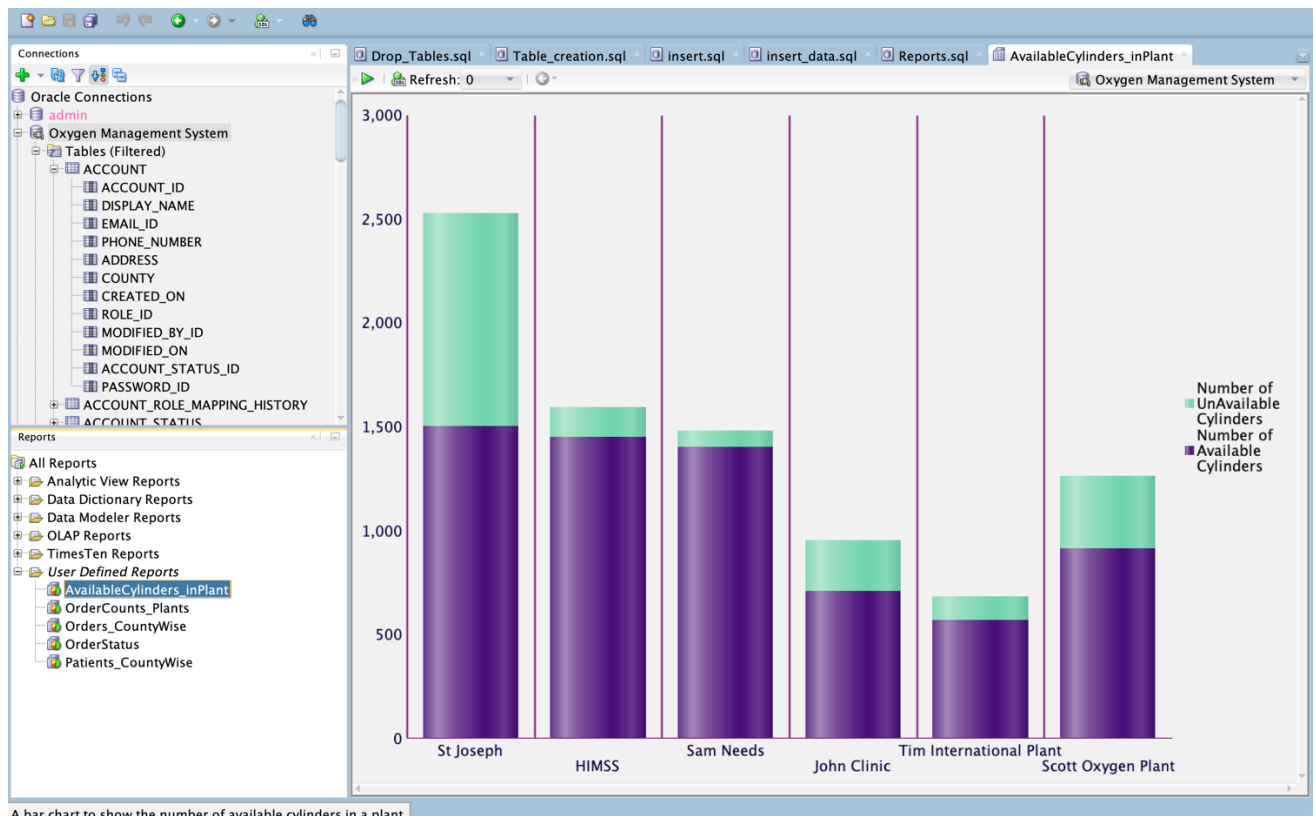 Connections
Oracle Connections
admin
Oxygen Management System
Tables (Filtered)
ACCOUNT
ACCOUNT_ID
DISPLAY_NAME
EMAIL_ID
PHONE_NUMBER
ADDRESS
COUNTY
CREATED_ON
ROLE_ID
MODIFIED_BY_ID
MODIFIED_ON
ACCOUNT_STATUS_ID
PASSWORD_ID
ACCOUNT_ROLE_MAPPING_HISTORY
ACCOUNT_STATUS
Reports
All Reports
Analytic View Reports
Data Dictionary Reports
Data Modeler Reports
OLAP Reports
TimesTen Reports
User Defined Reports
AvailableCylinders_inPlant
OrderCounts_Plants
Orders_CountyWise
OrderStatus
Patients_CountyWise
Drop_Tables.sql Table_creation.sql insert.sql insert_data.sql Reports.sql AvailableCylinders_inPlant
Refresh: 0 Oxygen Management System
3,000
2,500
2,000
1,500
1,000
500
0
St Joseph Sam Needs Tim International Plant
HIMSS John Clinic Scott Oxygen Plant
Number of
UnAvailable
Cylinders
Number of
Available
Cylinders
A bar chart to show the number of available cylinders in a plant